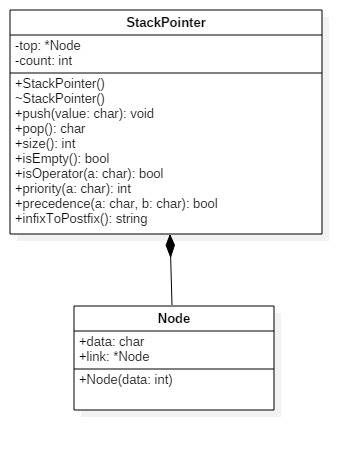 StackPointer
-top: *Node
-count: int
+StackPointer()
~StackPointer()
+push(value: char): void
+pop(): char
+size(): int
+isEmpty(): bool
+isOperator(a: char): bool
+priority(a: char): int
+precedence(a: char, b: char): bool
+infixToPostfix(): string
Node
+data: char
+link: *Node
+Node(data: int)